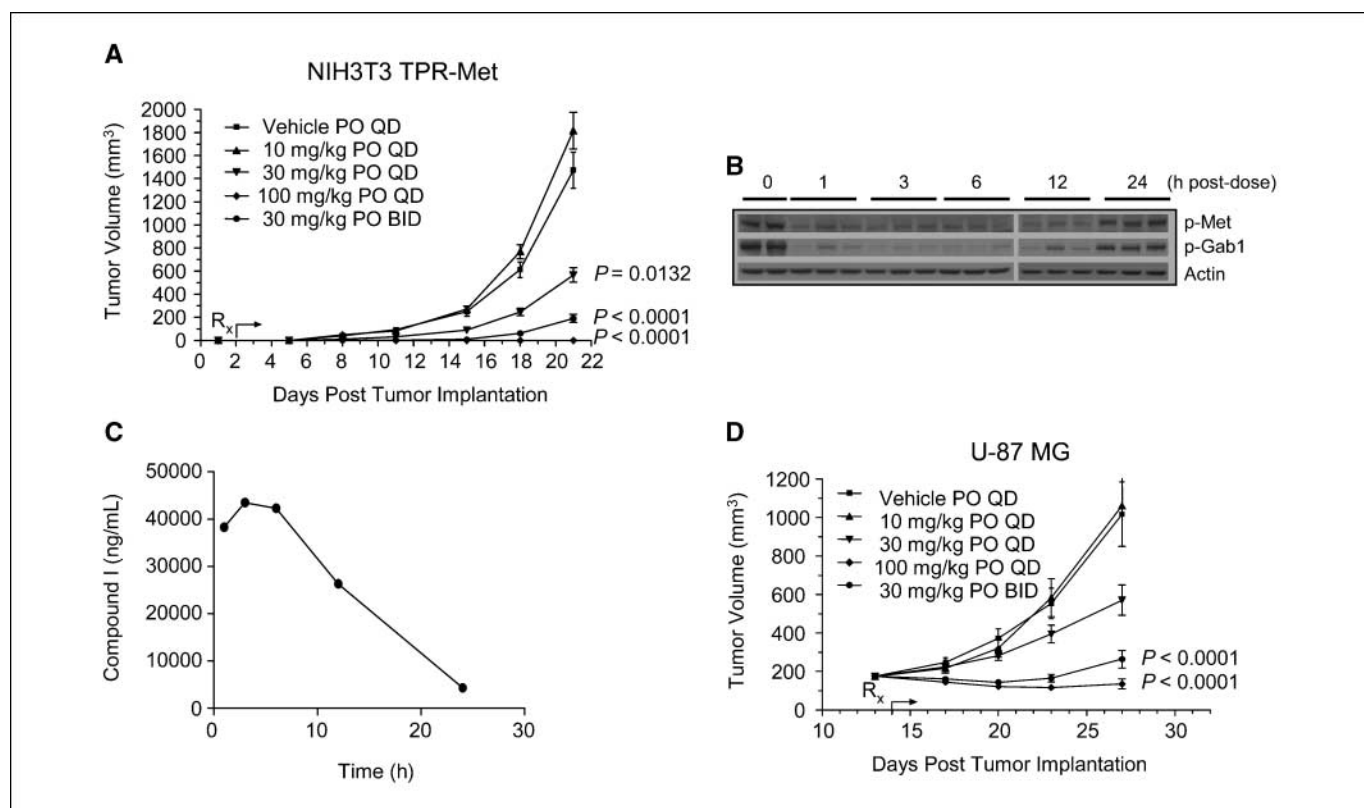 A
NIH3T3 TPR-Met
Tumor Volume (mm³)
2000
1800
1600
1400
1200
1000
800
600
400
200
0
Vehicle PO QD
10 mg/kg PO QD
30 mg/kg PO QD
100 mg/kg PO QD
30 mg/kg PO BID
P = 0.0132
P < 0.0001
P < 0.0001
Rx
0 2 4 6 8 10 12 14 16 18 20 22
Days Post Tumor Implantation
B
0 1 3 6 12 24 (h post-dose)
p-Met
p-Gab1
Actin
C
Compound I (ng/mL)
50000
40000
30000
20000
10000
0
0 10 20 30
Time (h)
D
U-87 MG
Tumor Volume (mm³)
1200
1000
800
600
400
200
0
Vehicle PO QD
10 mg/kg PO QD
30 mg/kg PO QD
100 mg/kg PO QD
30 mg/kg PO BID
P < 0.0001
P < 0.0001
Rx
10 15 20 25 30
Days Post Tumor Implantation